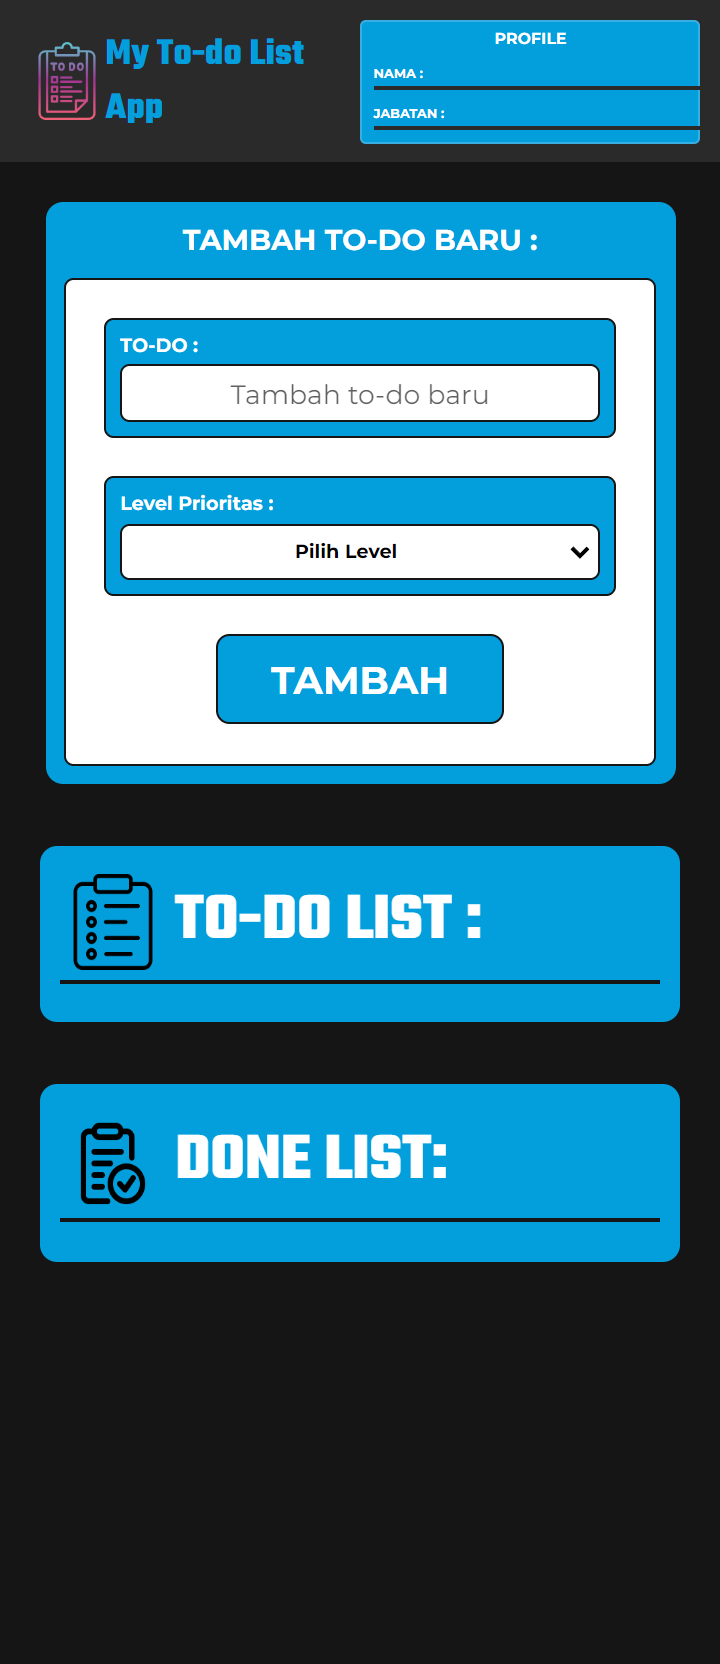 TO DO
My To-do List
App
PROFILE
NAMA :
JABATAN :
TAMBAH TO-DO BARU :
TO-DO :
Tambah to-do baru
Level Prioritas :
Pilih Level
TAMBAH
TO-DO LIST :
DONE LIST: